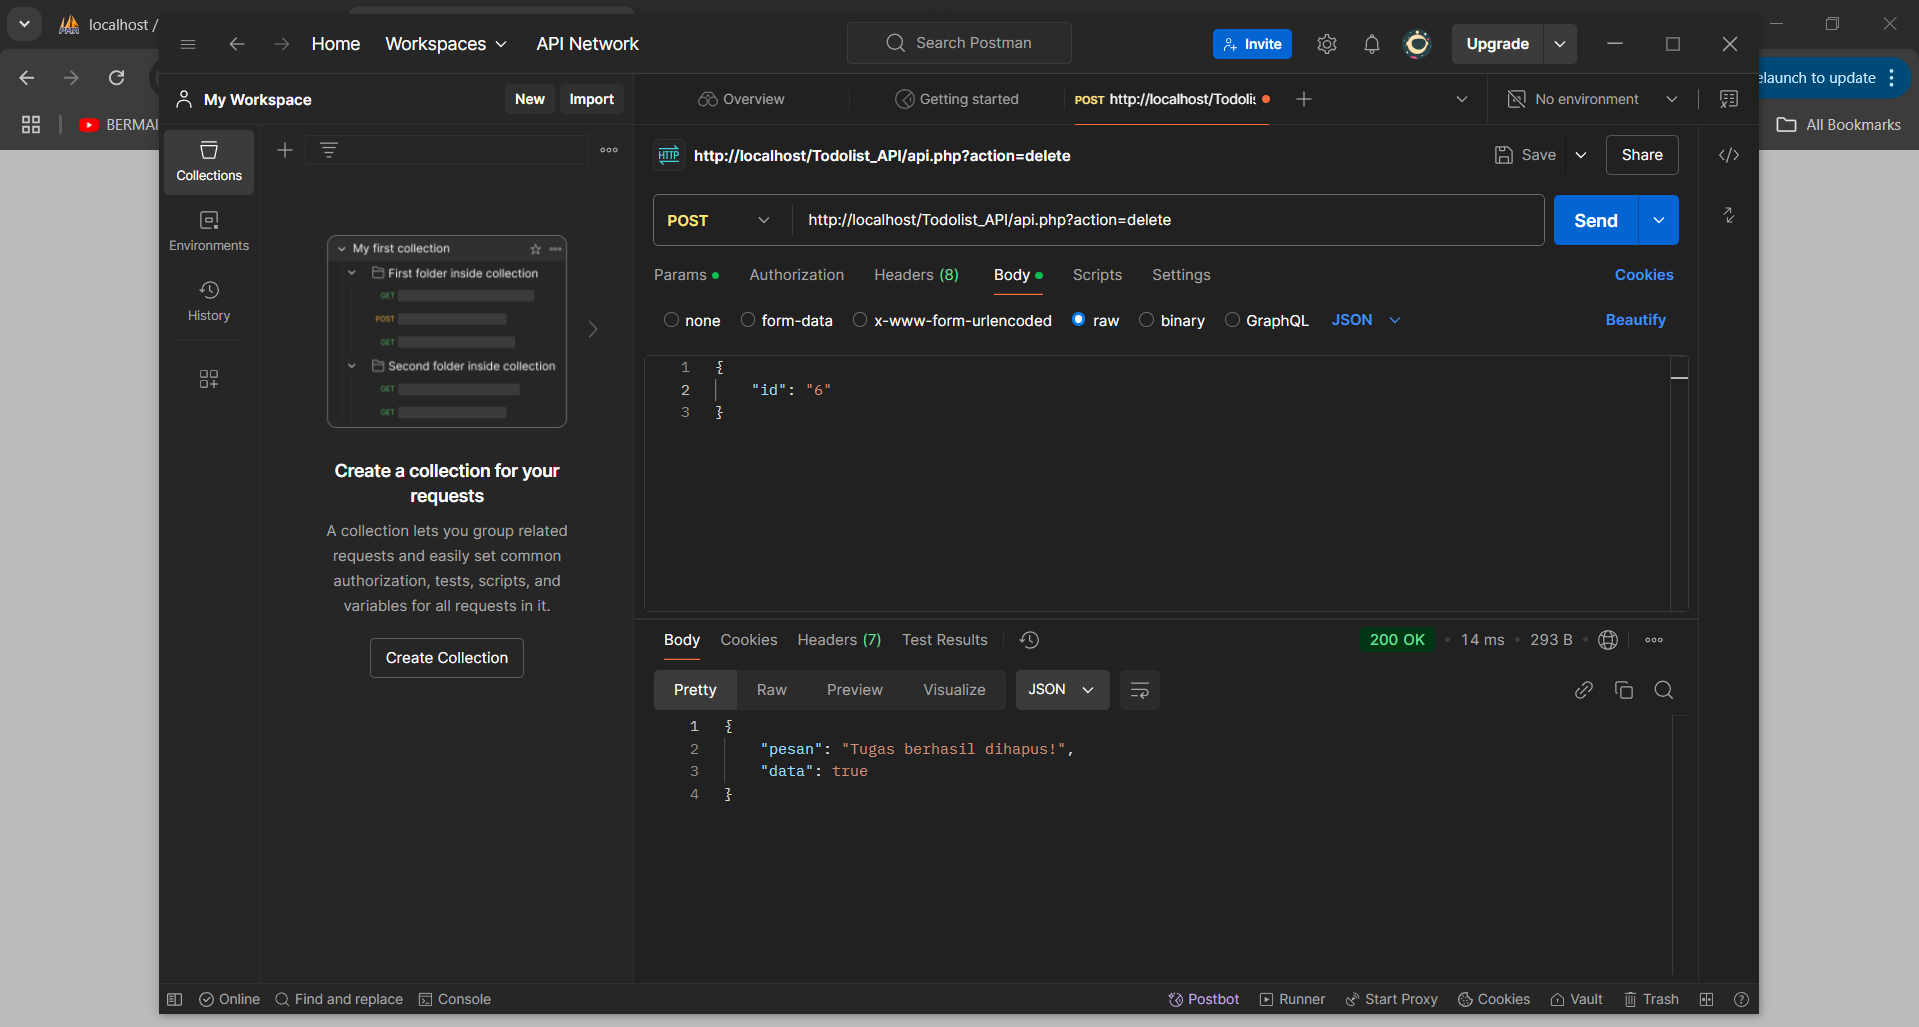 localhost /
Home
Workspaces
API Network
Search Postman
Invite
Upgrade
elaunch to update
My Workspace
New
Import
Overview
Getting started
POST http://localhost/Todolis
No environment
BERMAI
All Bookmarks
Collections
Environments
History
My first collection
First folder inside collection
GET
POST
GET
Second folder inside collection
GET
GET
Create a collection for your
requests
A collection lets you group related
requests and easily set common
authorization, tests, scripts, and
variables for all requests in it.
Create Collection
HTTP
http://localhost/Todolist_API/api.php?action=delete
Save
Share
POST
http://localhost/Todolist_API/api.php?action=delete
Send
Params
Authorization
Headers (8)
Body
Scripts
Settings
Cookies
none
form-data
x-www-form-urlencoded
raw
binary
GraphQL
JSON
Beautify
1 {
2 "id": "6"
3 }
Body
Cookies
Headers (7)
Test Results
200 OK
14 ms
293 B
Pretty
Raw
Preview
Visualize
JSON
1 {
2 "pesan": "Tugas berhasil dihapus!",
3 "data": true
4 }
Online
Find and replace
Console
Postbot
Runner
Start Proxy
Cookies
Vault
Trash